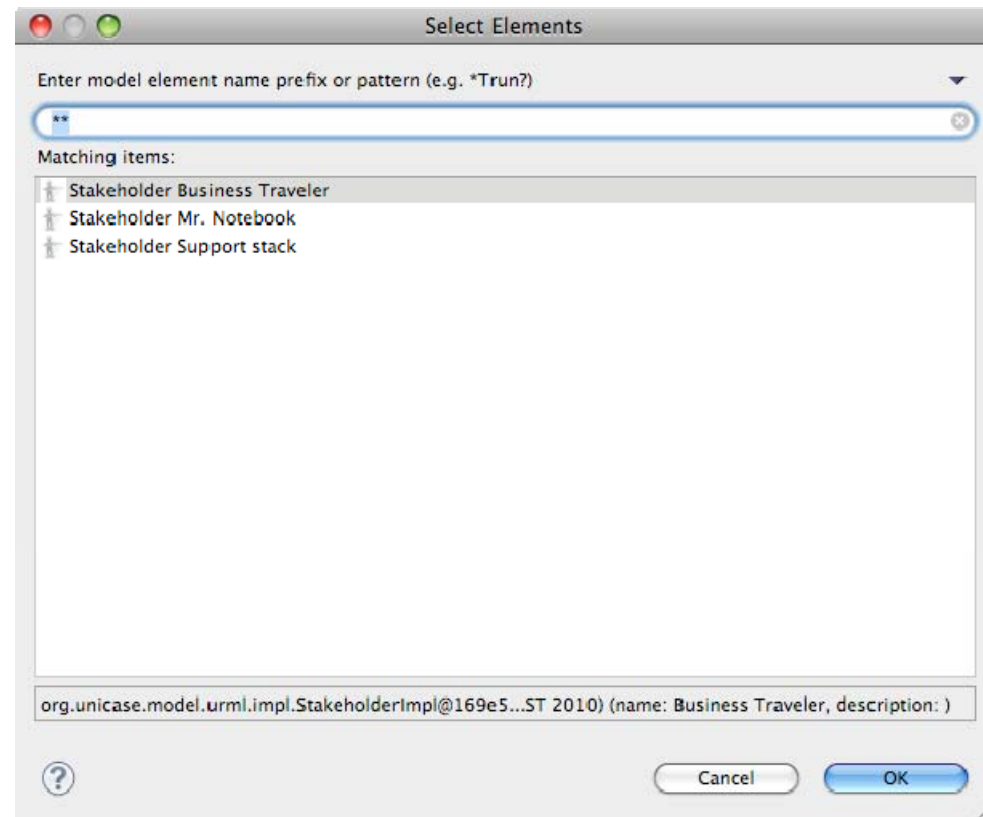 Select Elements
Enter model element name prefix or pattern (e.g. *Trun?)
**
Matching items:
Stakeholder Business Traveler
Stakeholder Mr. Notebook
Stakeholder Support stack
org.unicase.model.urml.impl.StakeholderImpl@169e5...ST 2010) (name: Business Traveler, description: )
?
Cancel OK